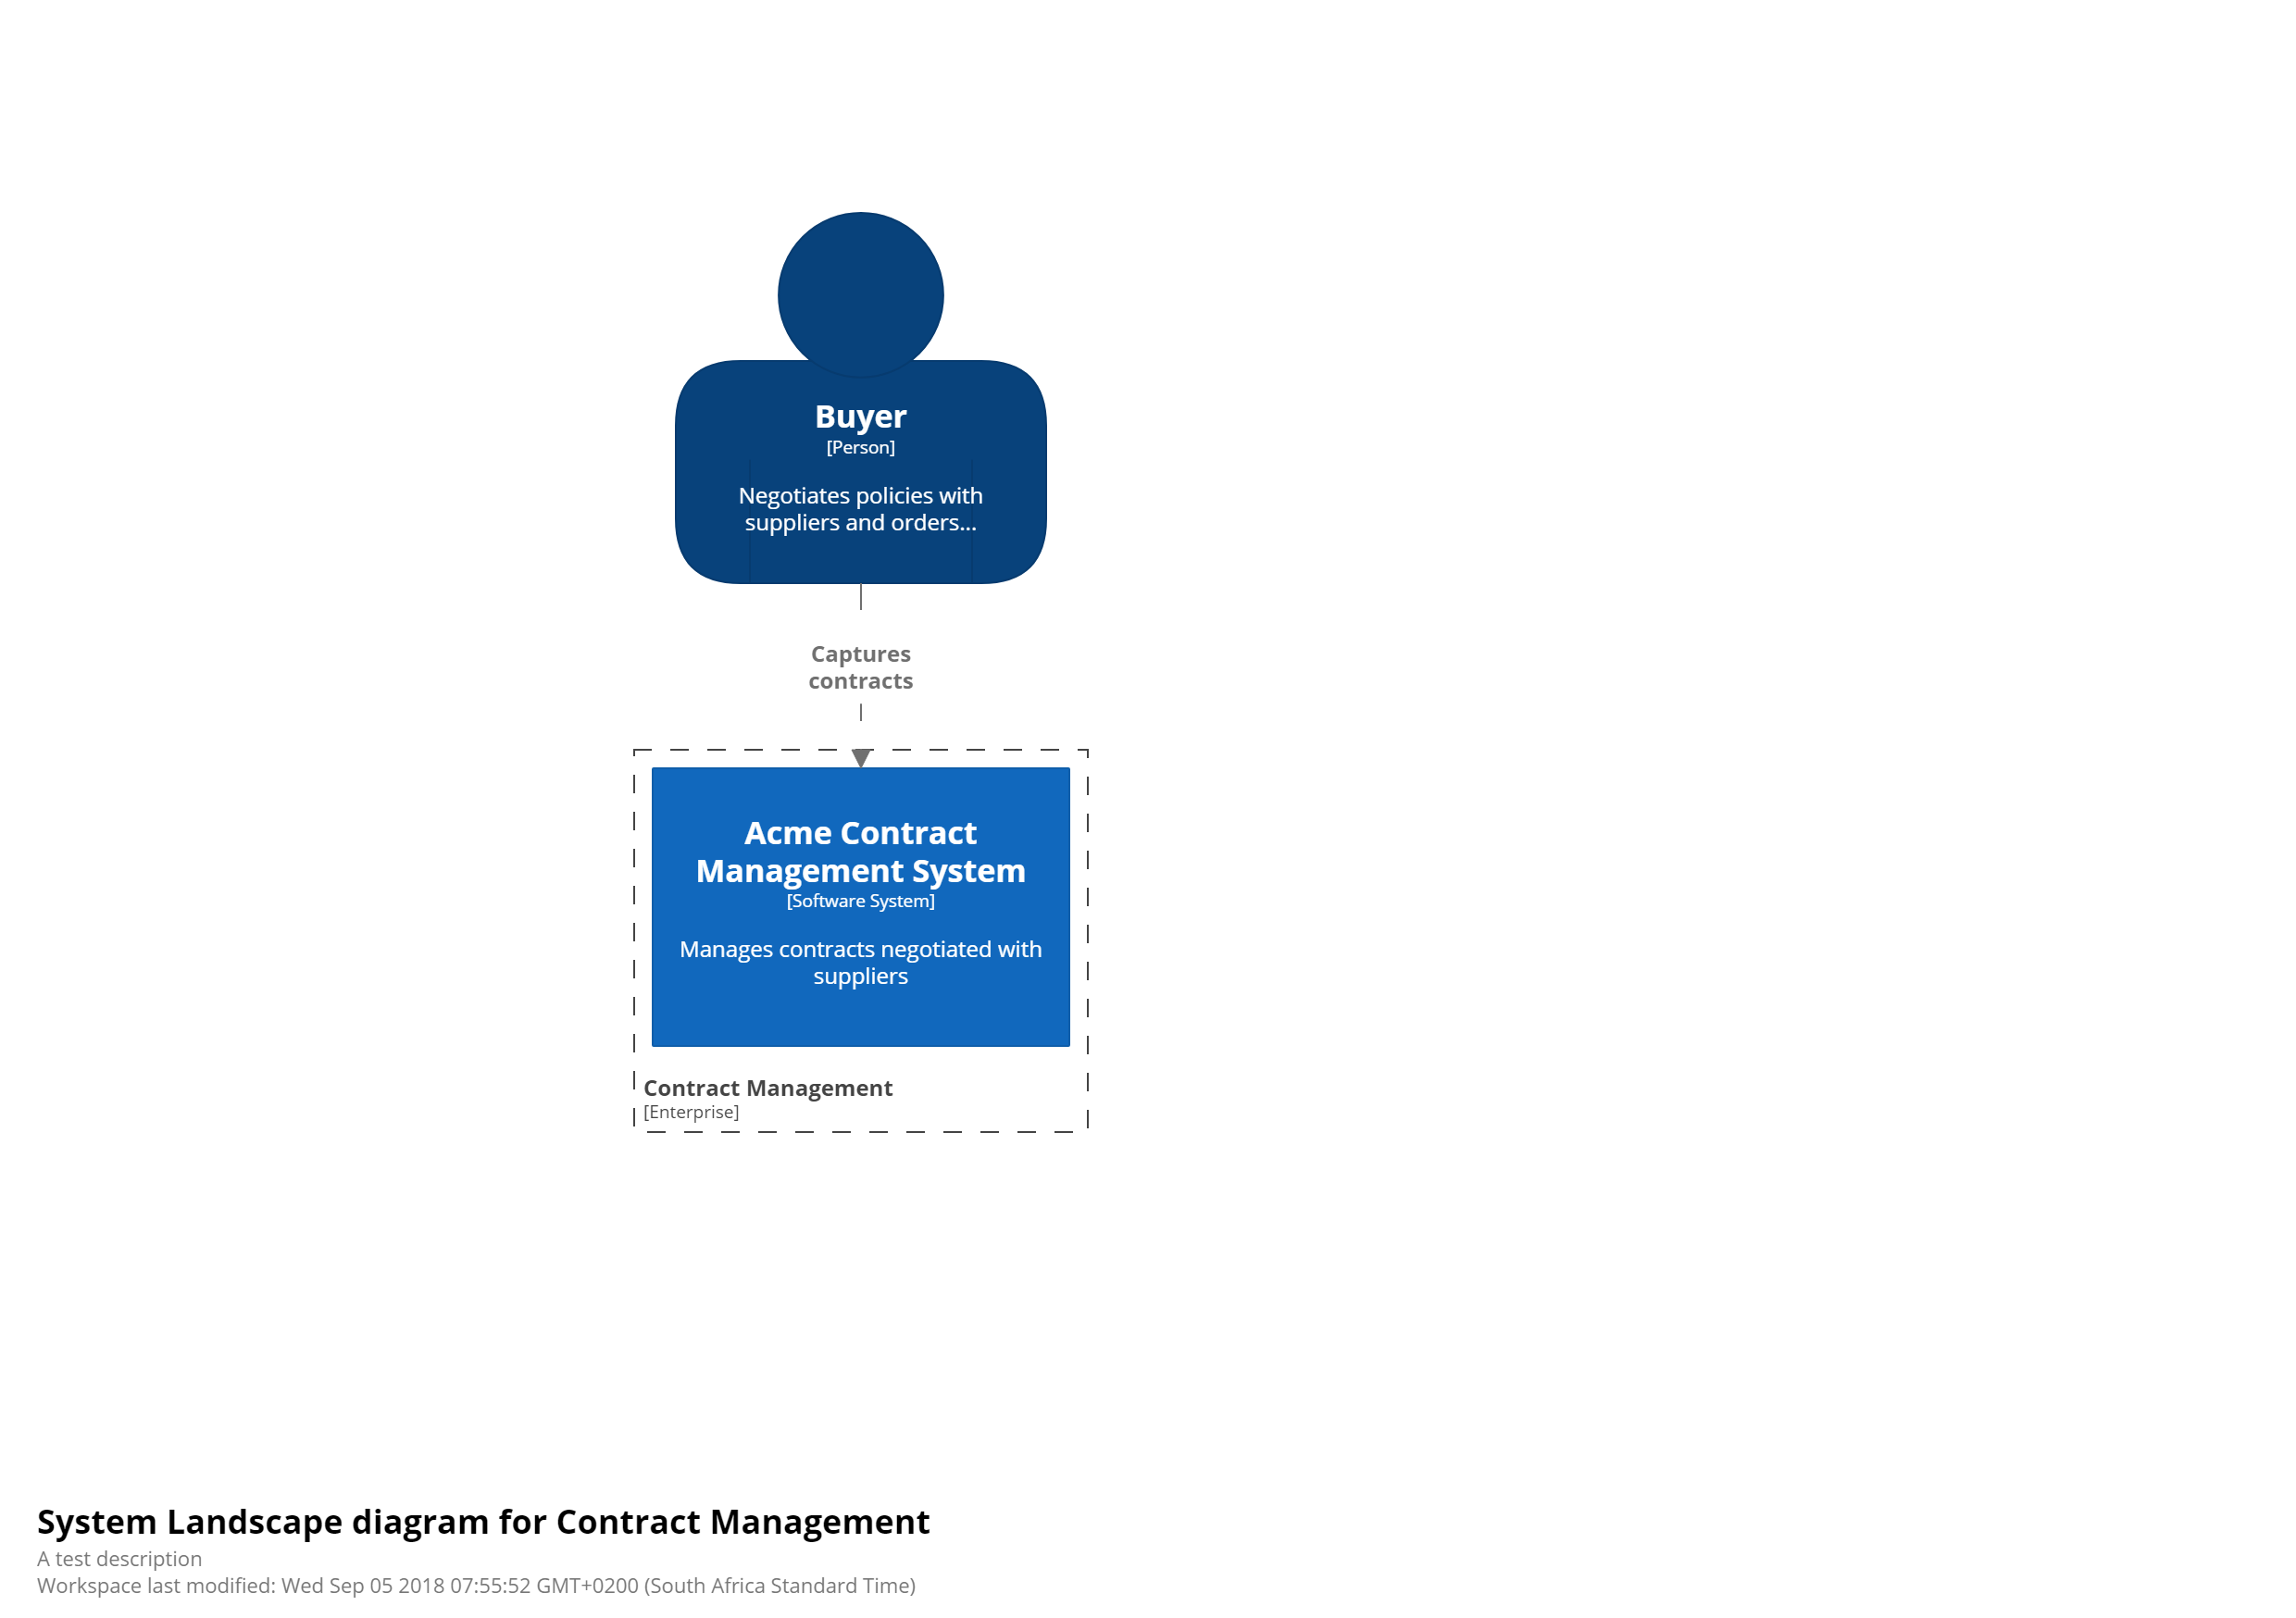 Buyer
[Person]
Negotiates policies with
suppliers and orders...
Captures
contracts
Acme Contract
Management System
[Software System]
Manages contracts negotiated with
suppliers
Contract Management
[Enterprise]
System Landscape diagram for Contract Management
A test description
Workspace last modified: Wed Sep 05 2018 07:55:52 GMT+0200 (South Africa Standard Time)